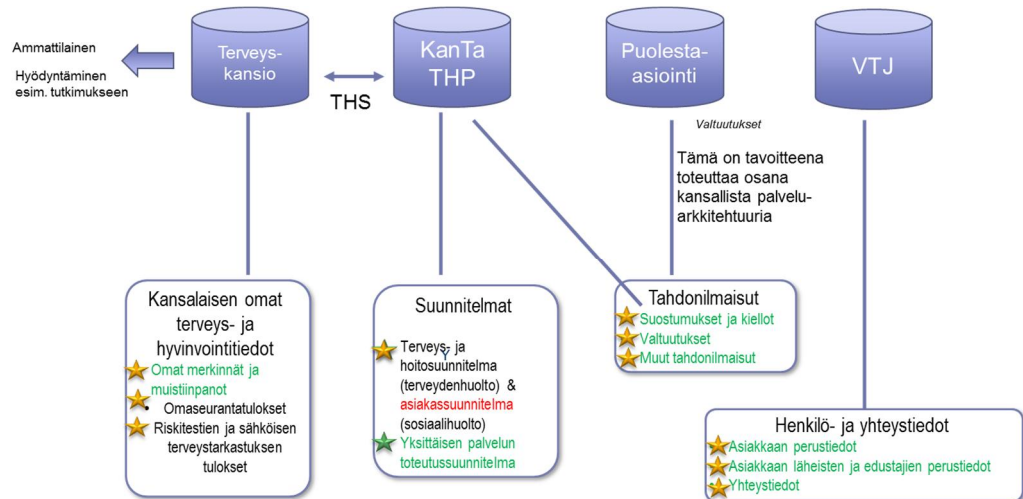 Ammattilainen
Hyödyntäminen
esim. tutkimukseen
Terveys-
kansio
THS
KanTa
THP
Puolesta-
asiointi
VTJ
Valtuutukset
Tämä on tavoitteena
toteuttaa osana
kansallista palvelu-
arkkitehtuuria
Kansalaisen omat
terveys- ja
hyvinvointitiedot
Omat merkinnät ja
muistiinpanot
• Omaseurantatulokset
Riskitestien ja sähköisen
terveystarkastuksen
tulokset
Suunnitelmat
Terveys- ja
Y
hoitosuunnitelma
(terveydenhuolto) &
asiakassuunnitelma
(sosiaalihuolto)
Yksittäisen palvelun
toteutussuunnitelma
Tahdonilmaisut
Suostumukset ja kiellot
Valtuutukset
Muut tahdonilmaisut
Henkilö- ja yhteystiedot
Asiakkaan perustiedot
Asiakkaan läheisten ja edustajien perustiedot
Yhteystiedot